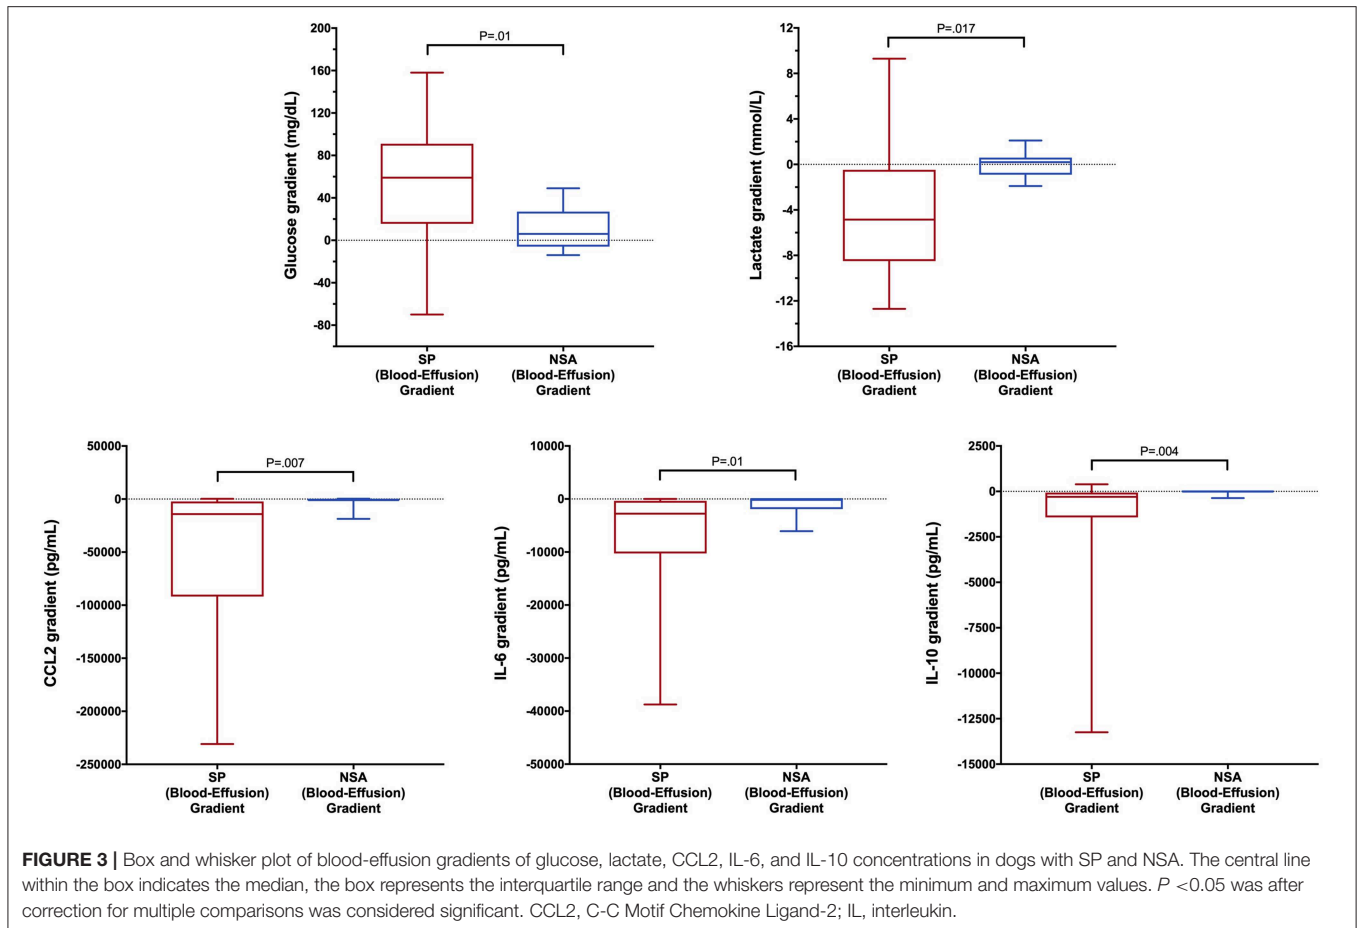 200
160
120
80
40
0
-40
-80
Glucose gradient (mg/dL)
P=.01
SP
(Blood-Effusion)
Gradient
NSA
(Blood-Effusion)
Gradient
12
8
4
0
-4
-8
-12
-16
Lactate gradient (mmol/L)
P=.017
SP
(Blood-Effusion)
Gradient
NSA
(Blood-Effusion)
Gradient
50000
0
-50000
-100000
-150000
-200000
-250000
CCL2 gradient (pg/mL)
P=.007
SP
(Blood-Effusion)
Gradient
NSA
(Blood-Effusion)
Gradient
10000
0
-10000
-20000
-30000
-40000
-50000
IL-6 gradient (pg/mL)
P=.01
SP
(Blood-Effusion)
Gradient
NSA
(Blood-Effusion)
Gradient
2500
0
-2500
-5000
-7500
-10000
-12500
-15000
IL-10 gradient (pg/mL)
P=.004
SP
(Blood-Effusion)
Gradient
NSA
(Blood-Effusion)
Gradient
FIGURE 3 | Box and whisker plot of blood-effusion gradients of glucose, lactate, CCL2, IL-6, and IL-10 concentrations in dogs with SP and NSA. The central line
within the box indicates the median, the box represents the interquartile range and the whiskers represent the minimum and maximum values. P <0.05 was after
correction for multiple comparisons was considered significant. CCL2, C-C Motif Chemokine Ligand-2; IL, interleukin.